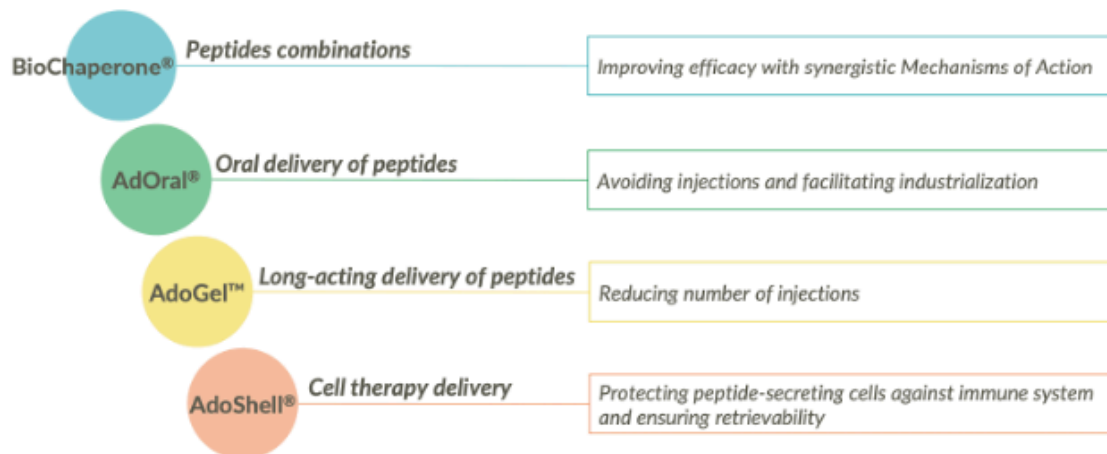 BioChaperone®
Peptides combinations
Improving efficacy with synergistic Mechanisms of Action
AdOral®
Oral delivery of peptides
Avoiding injections and facilitating industrialization
AdoGel™
Long-acting delivery of peptides
Reducing number of injections
AdoShell®
Cell therapy delivery
Protecting peptide-secreting cells against immune system
and ensuring retrievability